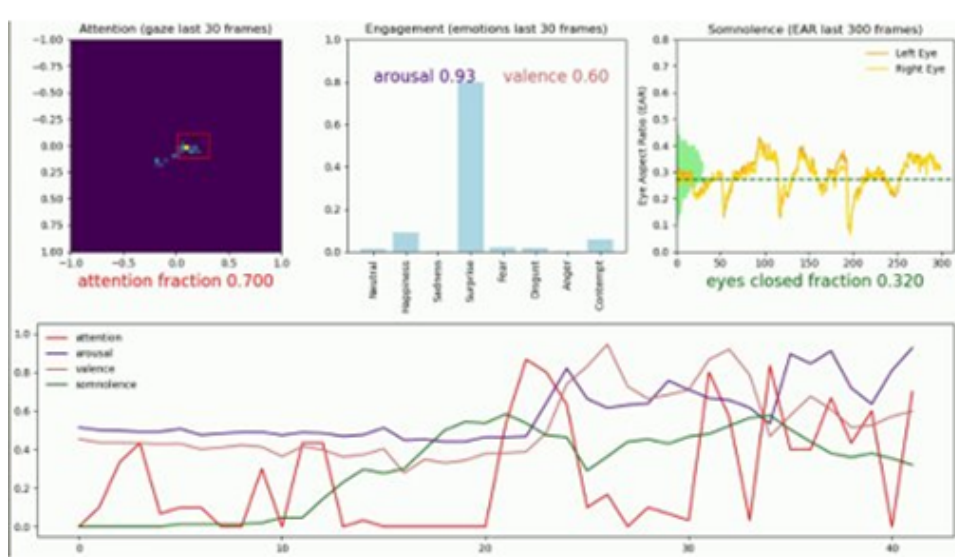 Attention (gaze last 30 frames)
−1.00
−0.75
−0.50
−0.25
0.00
0.25
0.50
0.75
1.00
−1.0
−0.5
0.0
0.5
1.0
attention fraction 0.700
Engagement (emotions last 30 frames)
arousal 0.93
valence 0.60
1.0
0.8
0.6
0.4
0.2
0.0
Neutral
Happiness
Sadness
Surprise
Fear
Disgust
Anger
Contempt
Somnolence (EAR last 300 frames)
Left Eye
Right Eye
Eye Aspect Ratio (EAR)
0.8
0.7
0.6
0.5
0.4
0.3
0.2
0.1
0.0
0
50
100
150
200
250
300
eyes closed fraction 0.320
attention
arousal
valence
somnolence
1.0
0.8
0.6
0.4
0.2
0.0
0
10
20
30
40